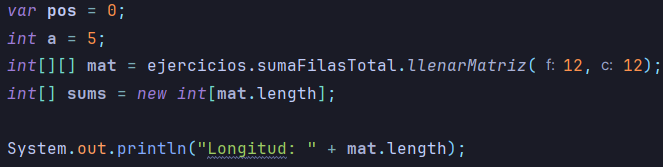 var pos = 0;
int a = 5;
int[][] mat = ejercicios.sumaFilasTotal.llenarMatriz( f: 12, c: 12);
int[] sums = new int[mat.length];
System.out.println("Longitud: " + mat.length);